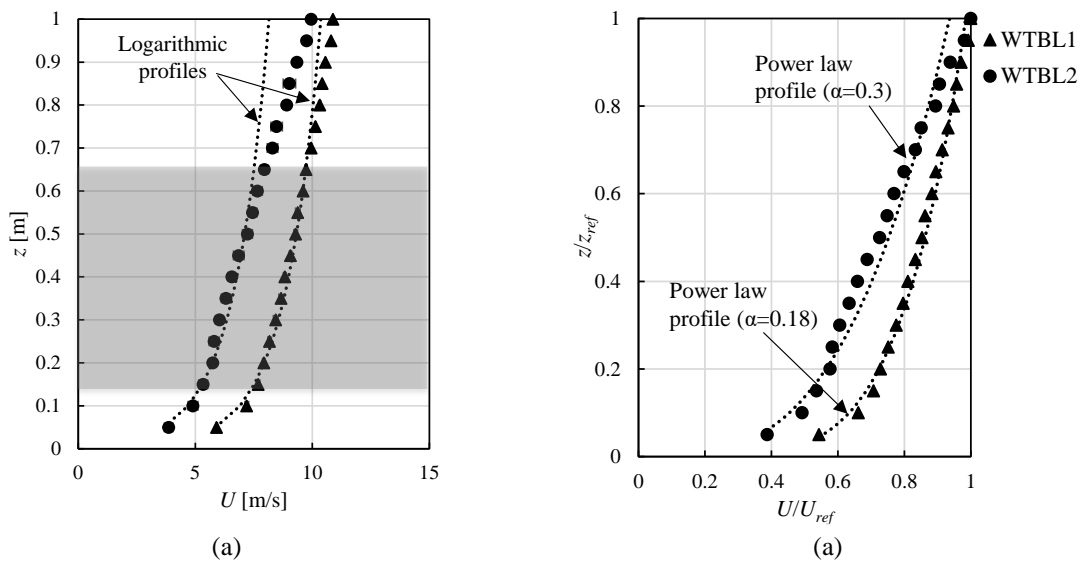 1
0.9
0.8
0.7
0.6
0.5
0.4
0.3
0.2
0.1
0
z [m]
Logarithmic
profiles
0 5 10 15
U [m/s]
(a)
1
0.8
0.6
0.4
0.2
0
z/zref
Power law
profile (α=0.3)
Power law
profile (α=0.18)
WTBL1
WTBL2
0 0.2 0.4 0.6 0.8 1
U/Uref
(a)